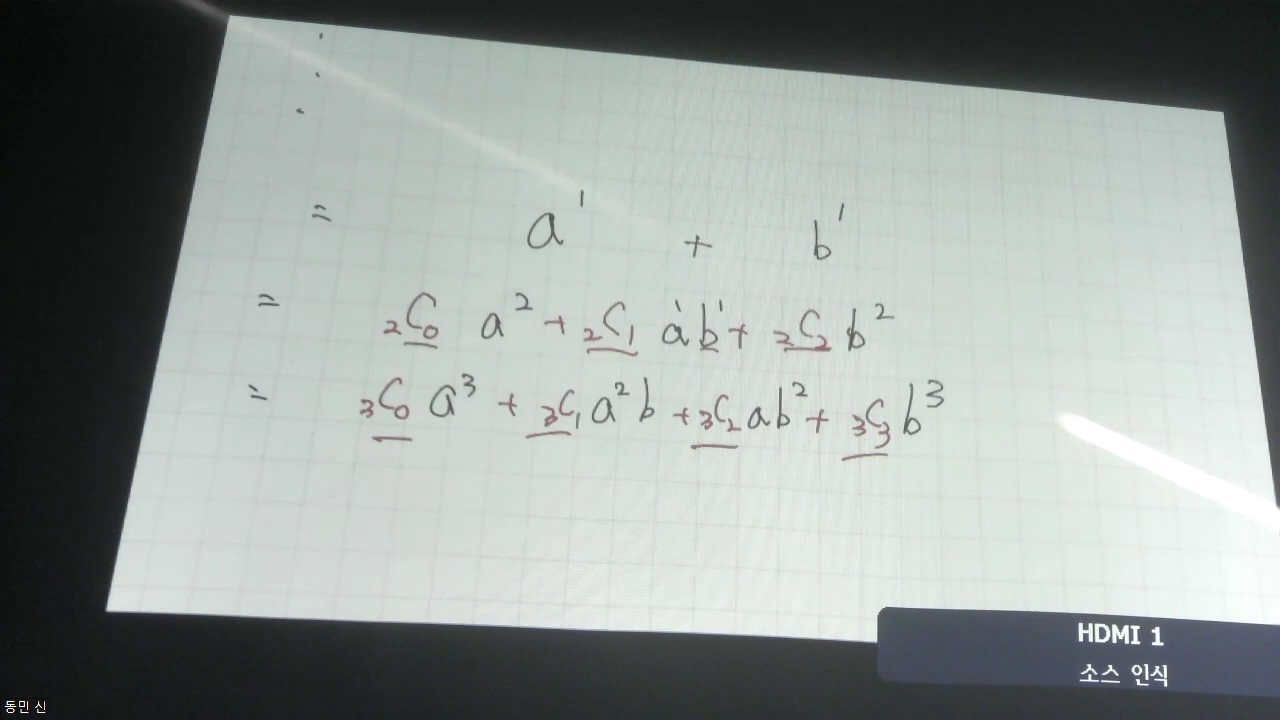 = a¹ + b¹
= ₂C₀ a² + ₂C₁ a¹b¹ + ₂C₂ b²
= ₃C₀ a³ + ₃C₁ a²b + ₃C₂ ab² + ₃C₃ b³
HDMI 1
소스 인식
동민 신